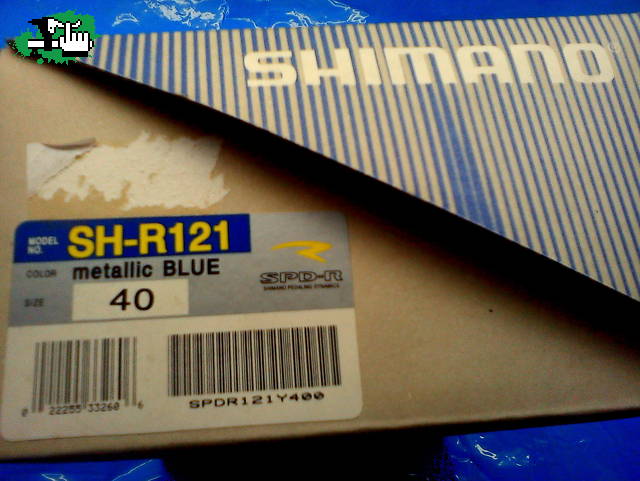 SHIMANO®
MODEL NO. SH-R121
COLOR metallic BLUE
SIZE 40
SPD-R
SHIMANO PEDALING DYNAMICS
0 22255 33260 6
SPDR121Y400